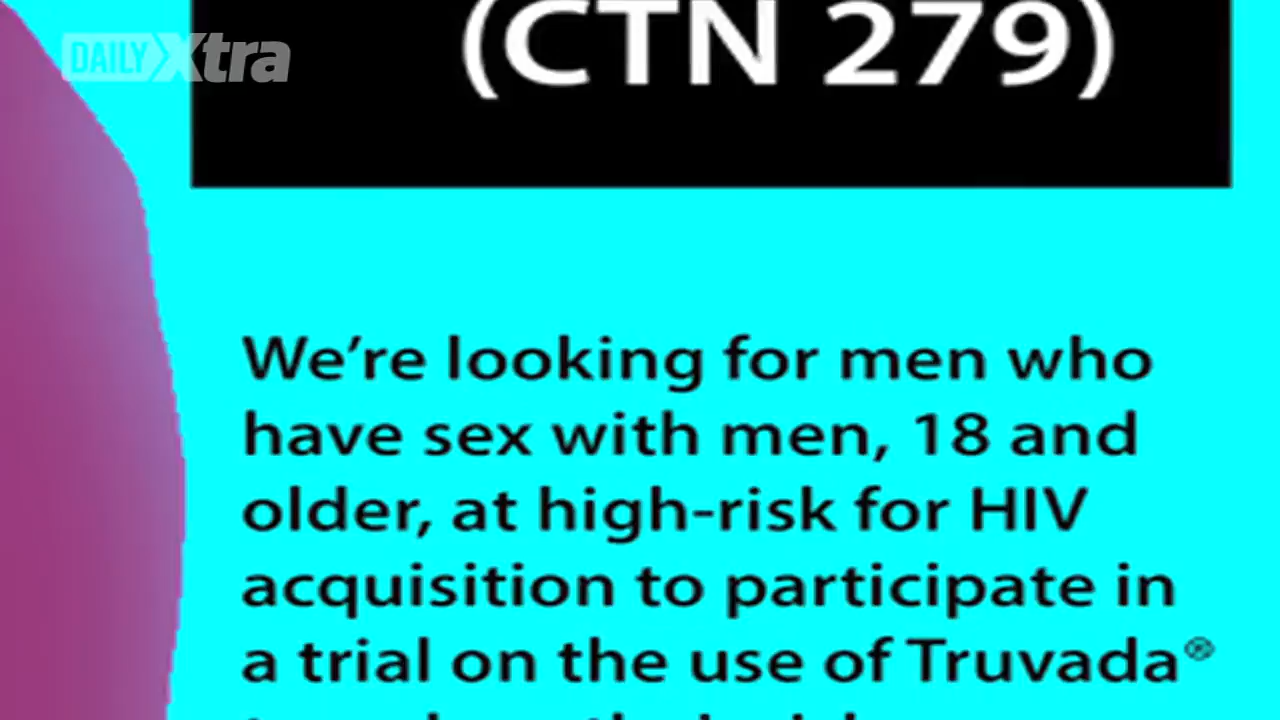 DAILY Xtra
(CTN 279)
We're looking for men who
have sex with men, 18 and
older, at high-risk for HIV
acquisition to participate in
a trial on the use of Truvada®